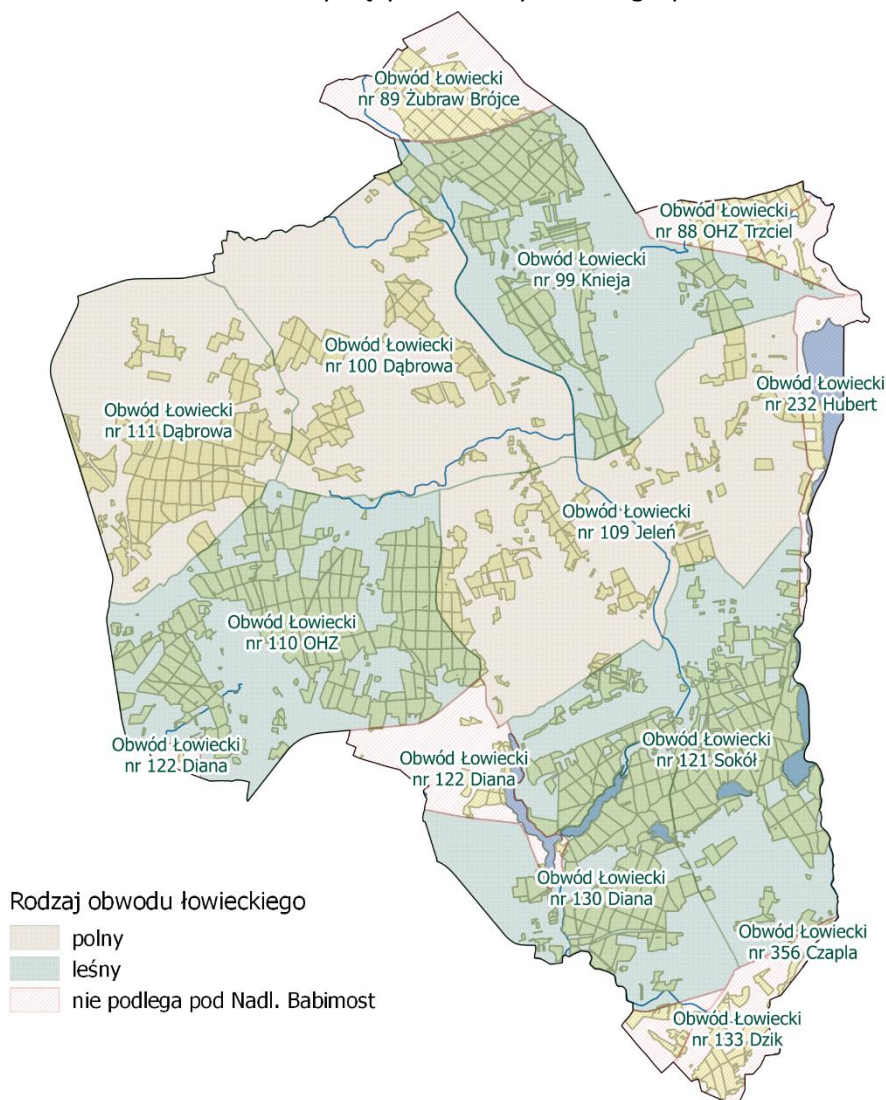 Obwód Łowiecki
nr 89 Żubraw Brójce
Obwód Łowiecki
nr 88 OHZ Trzciel
Obwód Łowiecki
nr 99 Knieja
Obwód Łowiecki
nr 100 Dąbrowa
Obwód Łowiecki
nr 232 Hubert
Obwód Łowiecki
nr 111 Dąbrowa
Obwód Łowiecki
nr 109 Jeleń
Obwód Łowiecki
nr 110 OHZ
Obwód Łowiecki
nr 122 Diana
Obwód Łowiecki
nr 122 Diana
Obwód Łowiecki
nr 121 Sokół
Obwód Łowiecki
nr 130 Diana
Obwód Łowiecki
nr 356 Czapla
Obwód Łowiecki
nr 133 Dzik
Rodzaj obwodu łowieckiego
polny
leśny
nie podlega pod Nadl. Babimost